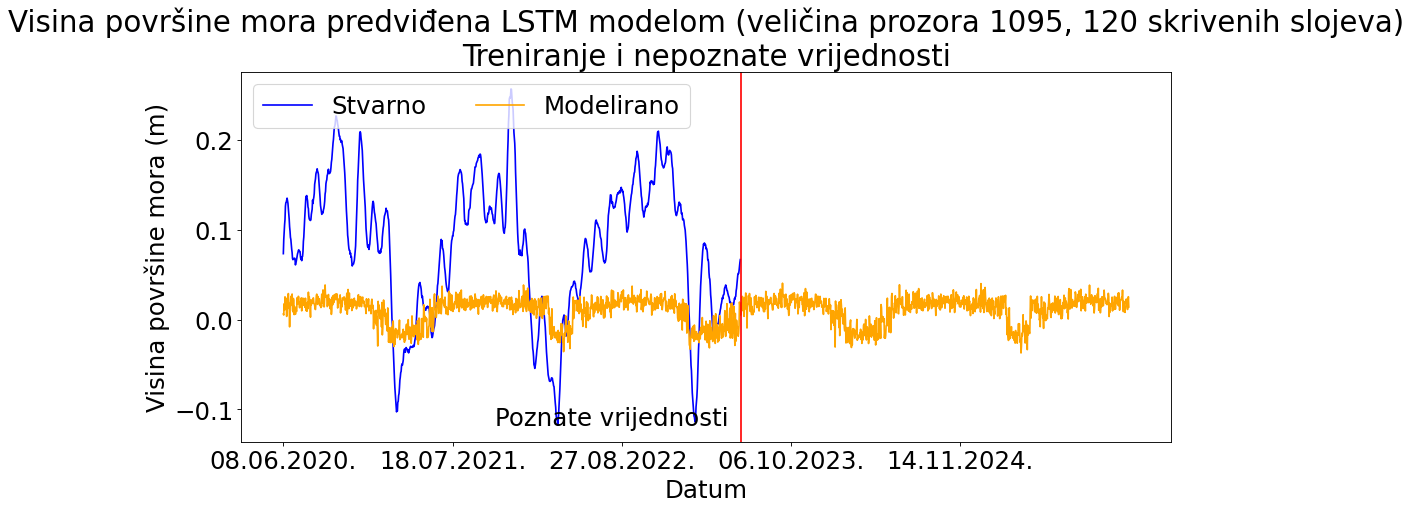 Visina površine mora predviđena LSTM modelom (veličina prozora 1095, 120 skrivenih slojeva)
Treniranje i nepoznate vrijednosti
Stvarno Modelirano
Visina površine mora (m)
0.2
0.1
0.0
−0.1
Poznate vrijednosti
08.06.2020. 18.07.2021. 27.08.2022. 06.10.2023. 14.11.2024.
Datum